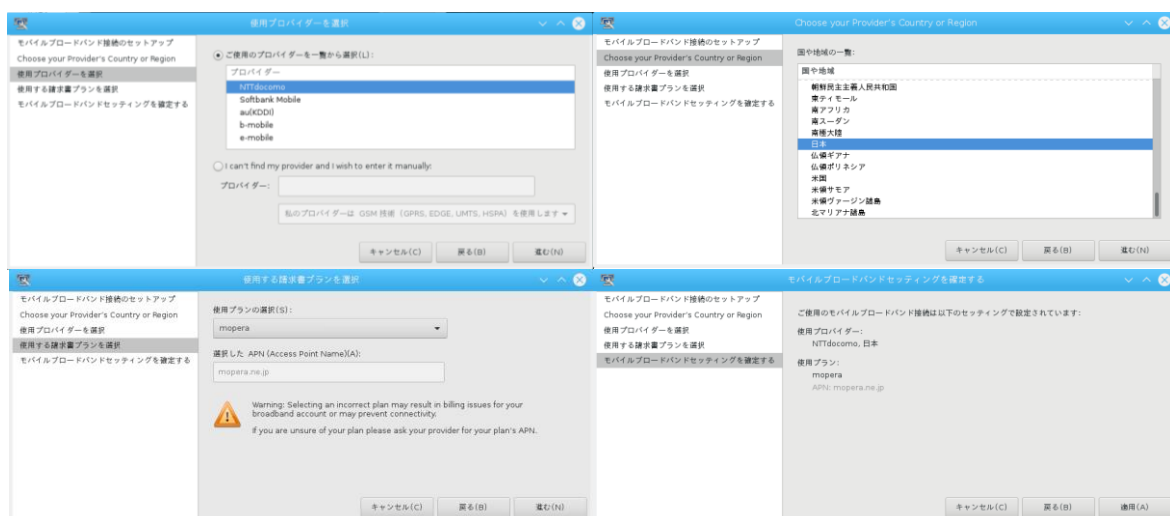 使用プロバイダーを選択
モバイルブロードバンド接続のセットアップ
Choose your Provider's Country or Region
使用プロバイダーを選択
使用する請求書プランを選択
モバイルブロードバンドセッティングを確定する
ご使用のプロバイダーを一覧から選択(L):
プロバイダー
NTTdocomo
Softbank Mobile
au(KDDI)
b-mobile
e-mobile
I can't find my provider and I wish to enter it manually:
プロバイダー:
私のプロバイダーは GSM 技術 (GPRS, EDGE, UMTS, HSPA) を使用します
キャンセル(C)
戻る(B)
進む(N)
Choose your Provider's Country or Region
モバイルブロードバンド接続のセットアップ
Choose your Provider's Country or Region
使用プロバイダーを選択
使用する請求書プランを選択
モバイルブロードバンドセッティングを確定する
国や地域の一覧:
国や地域
朝鮮民主主義人民共和国
東ティモール
南アフリカ
南スーダン
南極大陸
日本
仏領ギアナ
仏領ポリネシア
米国
米領サモア
米領ヴァージン諸島
北マリアナ諸島
キャンセル(C)
戻る(B)
進む(N)
使用する請求書プランを選択
モバイルブロードバンド接続のセットアップ
Choose your Provider's Country or Region
使用プロバイダーを選択
使用する請求書プランを選択
モバイルブロードバンドセッティングを確定する
使用プランの選択(S):
mopera
選択した APN (Access Point Name)(A):
mopera.ne.jp
Warning: Selecting an incorrect plan may result in billing issues for your
broadband account or may prevent connectivity.
If you are unsure of your plan please ask your provider for your plan's APN.
キャンセル(C)
戻る(B)
進む(N)
モバイルブロードバンドセッティングを確定する
モバイルブロードバンド接続のセットアップ
Choose your Provider's Country or Region
使用プロバイダーを選択
使用する請求書プランを選択
モバイルブロードバンドセッティングを確定する
ご使用のモバイルブロードバンド接続は以下のセッティングで設定されています:
使用プロバイダー:
NTTdocomo, 日本
使用プラン:
mopera
APN: mopera.ne.jp
キャンセル(C)
戻る(B)
適用(A)